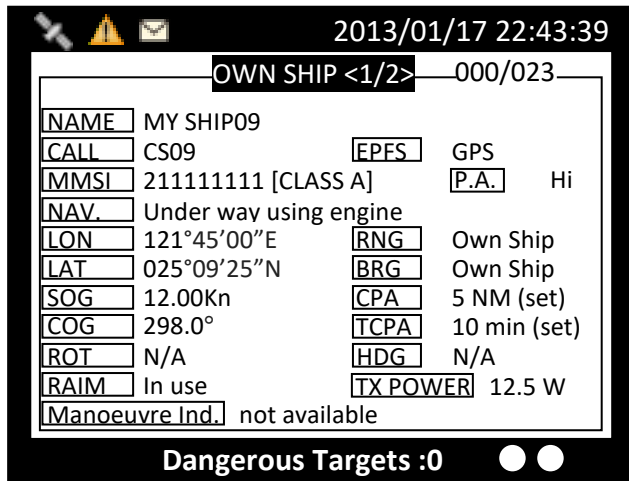 2013/01/17 22:43:39
OWN SHIP <1/2> 000/023
NAME MY SHIP09
CALL CS09 EPFS GPS
MMSI 211111111 [CLASS A] P.A. Hi
NAV. Under way using engine
LON 121°45’00”E RNG Own Ship
LAT 025°09’25”N BRG Own Ship
SOG 12.00Kn CPA 5 NM (set)
COG 298.0° TCPA 10 min (set)
ROT N/A HDG N/A
RAIM In use TX POWER 12.5 W
Manoeuvre Ind. not available
Dangerous Targets :0